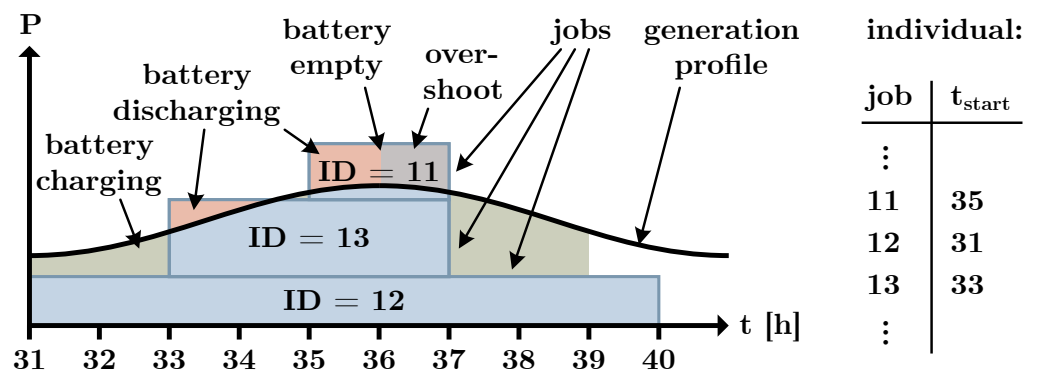 P
battery
empty
jobs
generation
profile
over-
shoot
battery
discharging
battery
charging
ID = 11
ID = 13
ID = 12
t [h]
31 32 33 34 35 36 37 38 39 40
individual:
job t_start
⋮
11 35
12 31
13 33
⋮